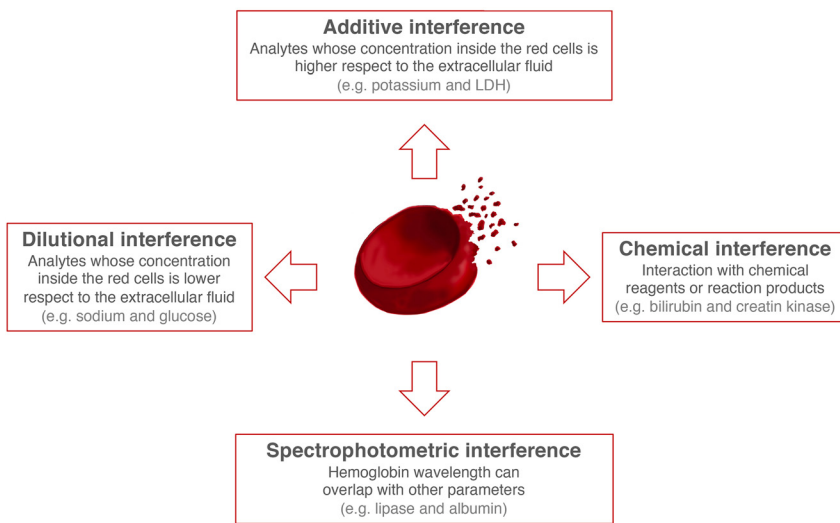 Additive interference
Analytes whose concentration inside the red cells is
higher respect to the extracellular fluid
(e.g. potassium and LDH)
Dilutional interference
Analytes whose concentration
inside the red cells is lower
respect to the extracellular fluid
(e.g. sodium and glucose)
Chemical interference
Interaction with chemical
reagents or reaction products
(e.g. bilirubin and creatin kinase)
Spectrophotometric interference
Hemoglobin wavelength can
overlap with other parameters
(e.g. lipase and albumin)